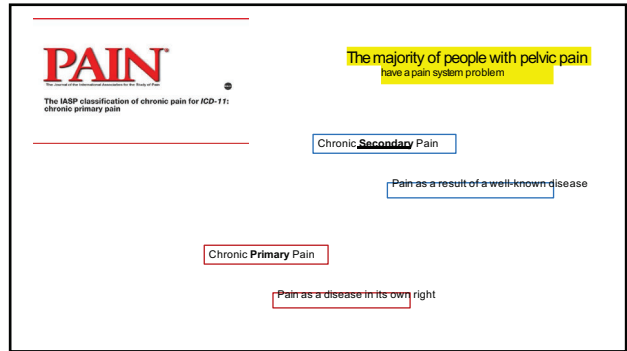 PAIN®
The Journal of the International Association for the Study of Pain
The IASP classification of chronic pain for ICD-11:
chronic primary pain
The majority of people with pelvic pain
have a pain system problem
Chronic Secondary Pain
Pain as a result of a well-known disease
Chronic Primary Pain
Pain as a disease in its own right